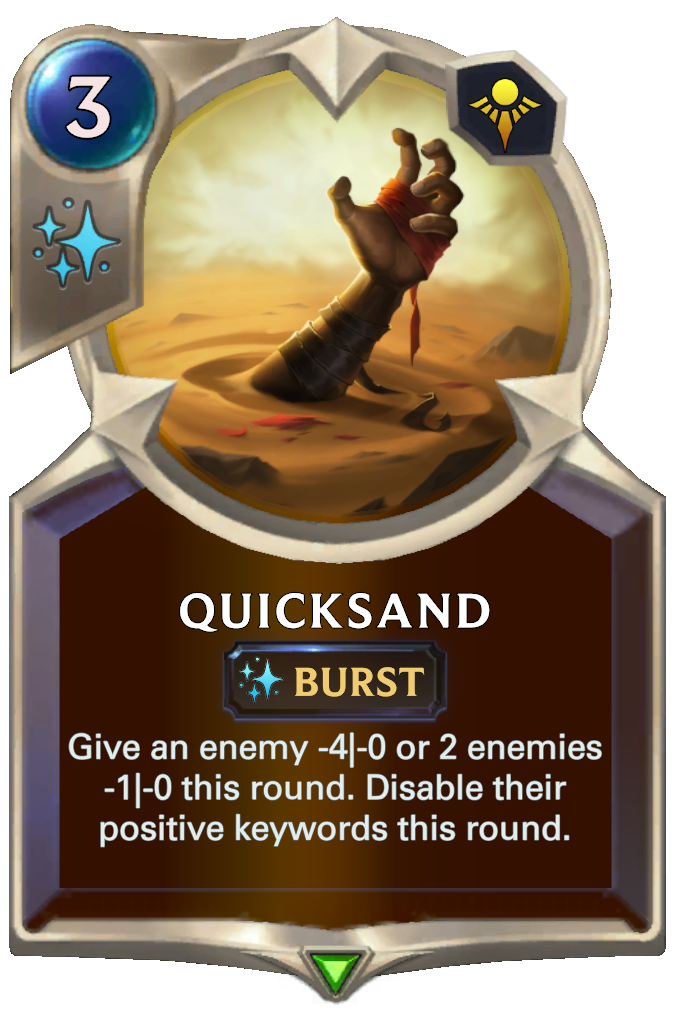 3
QUICKSAND
BURST
Give an enemy -4|-0 or 2 enemies
-1|-0 this round. Disable their
positive keywords this round.